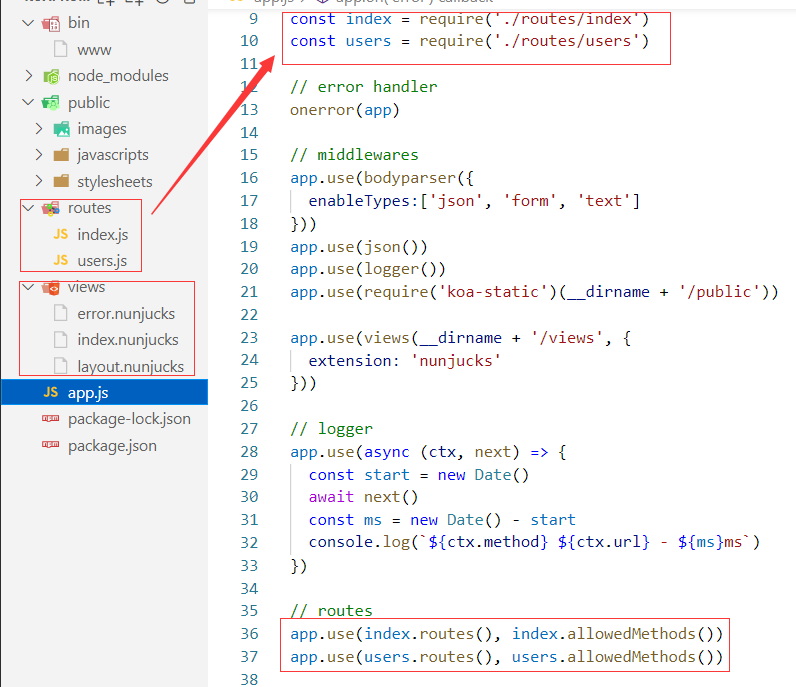 bin
www
node_modules
public
images
javascripts
stylesheets
routes
JS index.js
JS users.js
views
error.nunjucks
index.nunjucks
layout.nunjucks
JS app.js
package-lock.json
package.json
9 const index = require('./routes/index')
10 const users = require('./routes/users')
11
12 // error handler
13 onerror(app)
14
15 // middlewares
16 app.use(bodyparser({
17 enableTypes:['json', 'form', 'text']
18 }))
19 app.use(json())
20 app.use(logger())
21 app.use(require('koa-static')(__dirname + '/public'))
22
23 app.use(views(__dirname + '/views', {
24 extension: 'nunjucks'
25 }))
26
27 // logger
28 app.use(async (ctx, next) => {
29 const start = new Date()
30 await next()
31 const ms = new Date() - start
32 console.log(`${ctx.method} ${ctx.url} - ${ms}ms`)
33 })
34
35 // routes
36 app.use(index.routes(), index.allowedMethods())
37 app.use(users.routes(), users.allowedMethods())
38